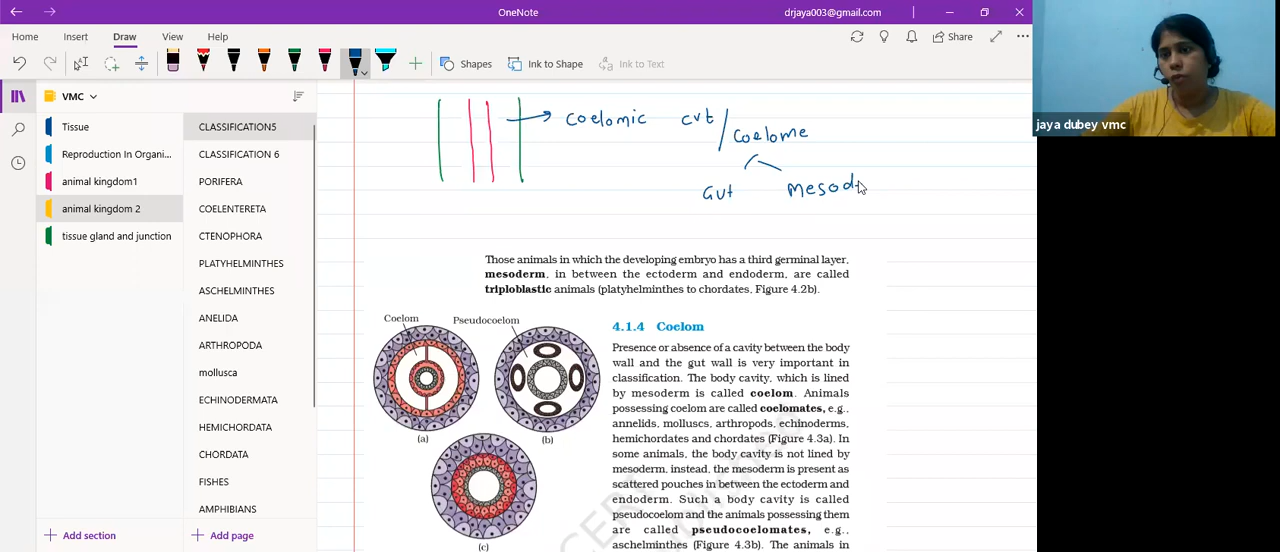 OneNote
drjaya003@gmail.com
Home Insert Draw View Help
Share
Shapes Ink to Shape Ink to Text
VMC
Tissue
Reproduction In Organi...
animal kingdom1
animal kingdom 2
tissue gland and junction
Add section
CLASSIFICATION5
CLASSIFICATION 6
PORIFERA
COELENTERETA
CTENOPHORA
PLATYHELMINTHES
ASCHELMINTHES
ANELIDA
ARTHROPODA
mollusca
ECHINODERMATA
HEMICHORDATA
CHORDATA
FISHES
AMPHIBIANS
Add page
coelomic cvt/
coelome
Gut mesod
Those animals in which the developing embryo has a third germinal layer,
mesoderm, in between the ectoderm and endoderm, are called
triploblastic animals (platyhelminthes to chordates, Figure 4.2b).
Coelom Pseudocoelom
(a) (b)
(c)
4.1.4 Coelom
Presence or absence of a cavity between the body
wall and the gut wall is very important in
classification. The body cavity, which is lined
by mesoderm is called coelom. Animals
possessing coelom are called coelomates, e.g.,
annelids, molluscs, arthropods, echinoderms,
hemichordates and chordates (Figure 4.3a). In
some animals, the body cavity is not lined by
mesoderm, instead, the mesoderm is present as
scattered pouches in between the ectoderm and
endoderm. Such a body cavity is called
pseudocoelom and the animals possessing them
are called pseudocoelomates, e.g.,
aschelminthes (Figure 4.3b). The animals in
jaya dubey vmc